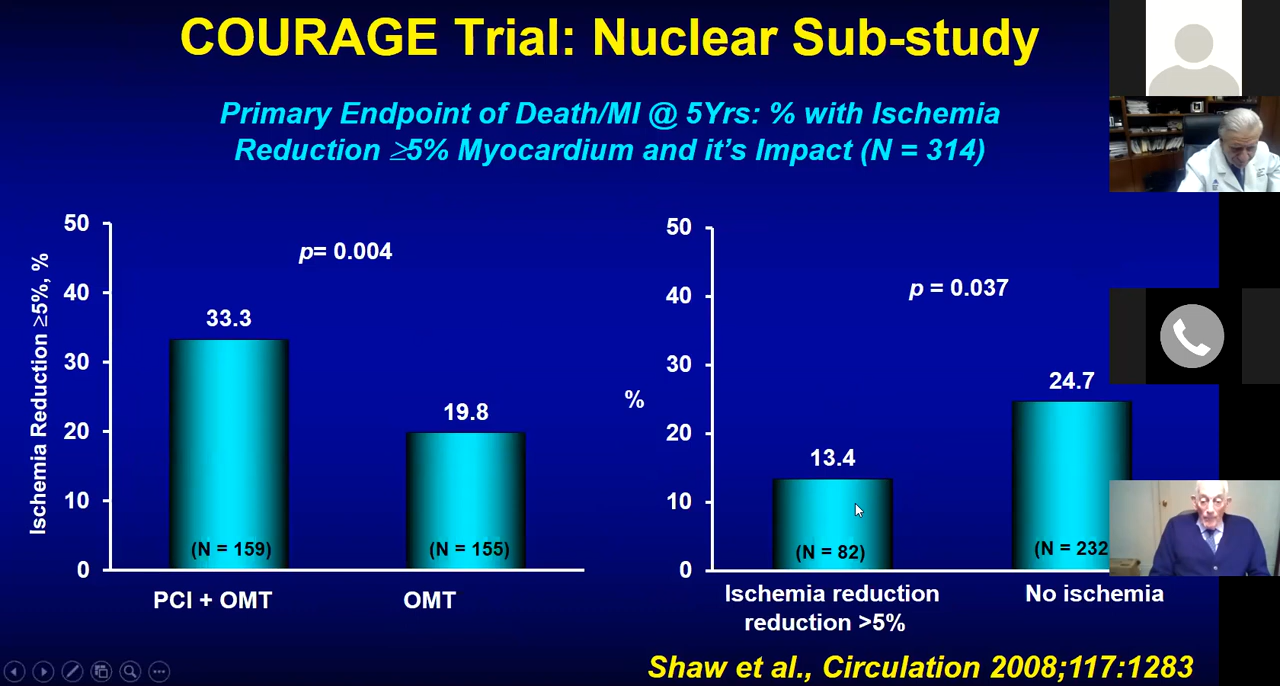 COURAGE Trial: Nuclear Sub-study
Primary Endpoint of Death/MI @ 5Yrs: % with Ischemia
Reduction ≥5% Myocardium and it's Impact (N = 314)
Ischemia Reduction ≥5%, %
50
40
30
20
10
0
p= 0.004
33.3
19.8
(N = 159)
(N = 155)
PCI + OMT
OMT
%
50
40
30
20
10
0
p = 0.037
13.4
24.7
(N = 82)
(N = 232
Ischemia reduction
reduction >5%
No ischemia
Shaw et al., Circulation 2008;117:1283